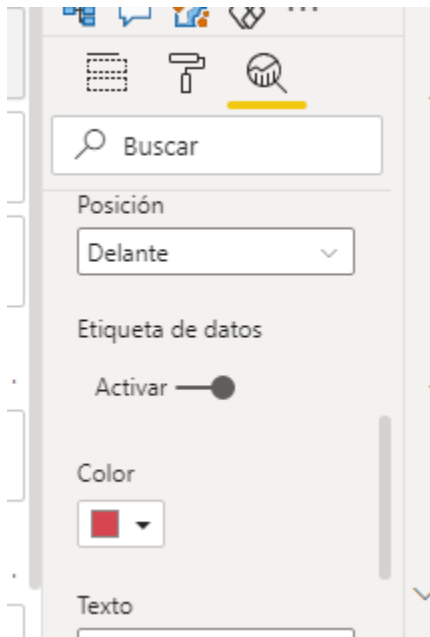 Buscar
Posición
Delante
Etiqueta de datos
Activar
Color
Texto